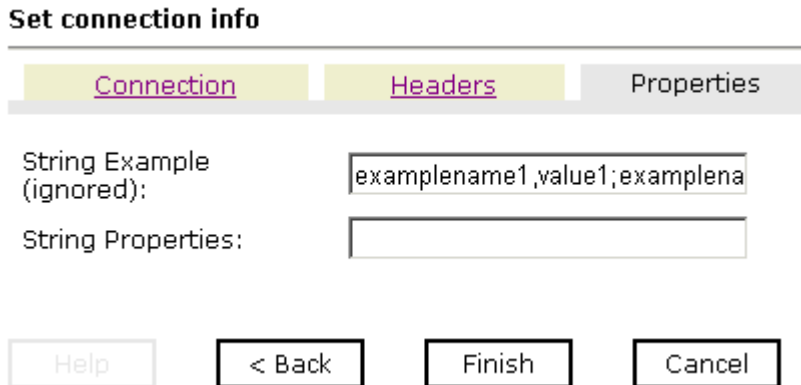 Set connection info
Connection Headers Properties
String Example
(ignored):
examplename1,value1;examplena
String Properties:
Help < Back Finish Cancel